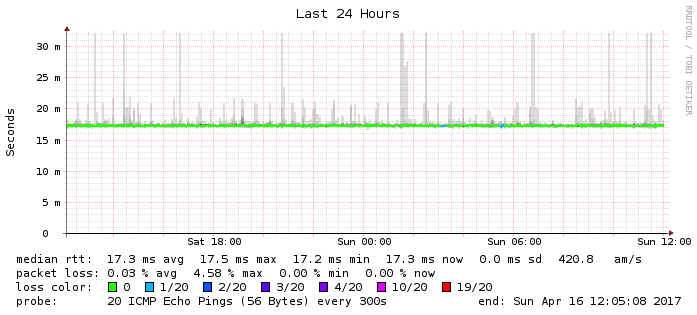 Last 24 Hours
RRDTOOL / TOBI OETIKER
Seconds
30 m
25 m
20 m
15 m
10 m
5 m
0
Sat 18:00 Sun 00:00 Sun 06:00 Sun 12:00
median rtt: 17.3 ms avg 17.5 ms max 17.2 ms min 17.3 ms now 0.0 ms sd 420.8 am/s
packet loss: 0.03 % avg 4.58 % max 0.00 % min 0.00 % now
loss color: 0 1/20 2/20 3/20 4/20 10/20 19/20
probe: 20 ICMP Echo Pings (56 Bytes) every 300s end: Sun Apr 16 12:05:08 2017